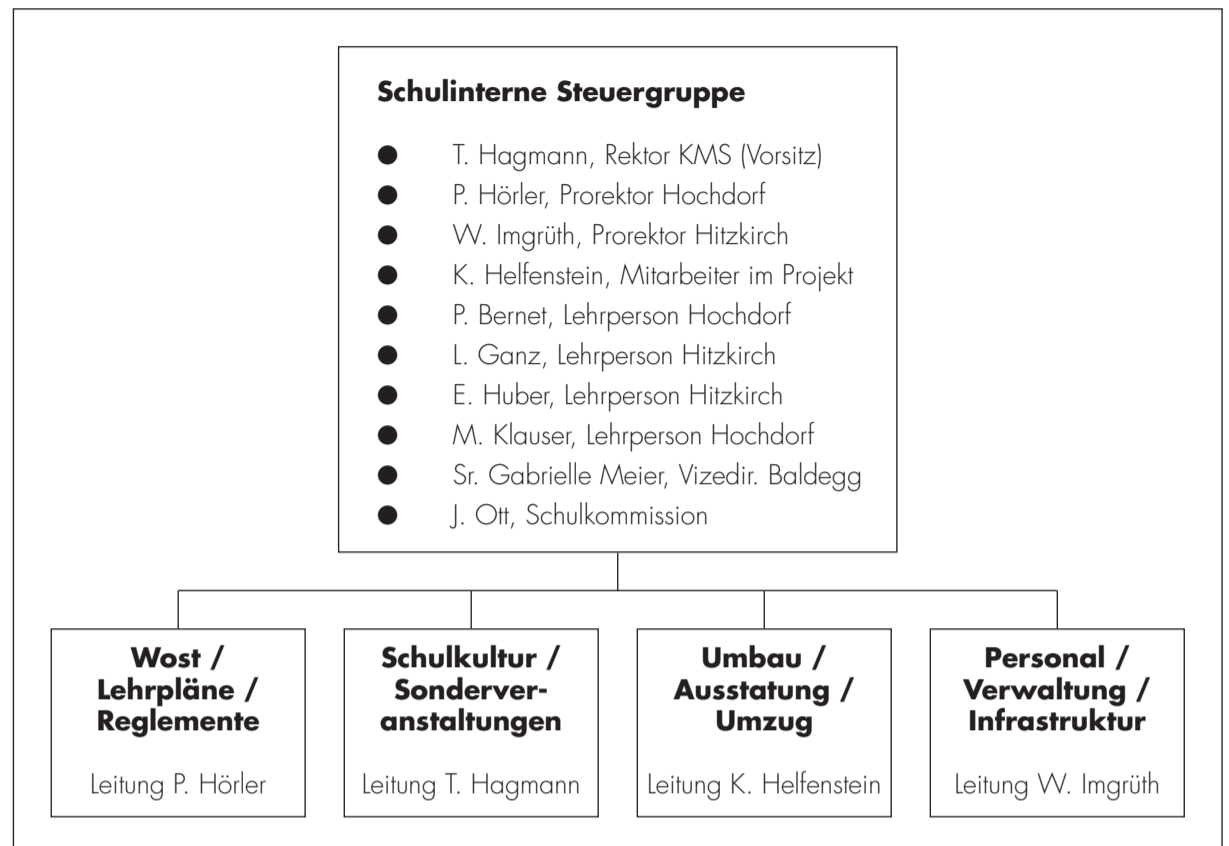 Schulinterne Steuergruppe
● T. Hagmann, Rektor KMS (Vorsitz)
● P. Hörler, Prorektor Hochdorf
● W. Imgrüth, Prorektor Hitzkirch
● K. Helfenstein, Mitarbeiter im Projekt
● P. Bernet, Lehrperson Hochdorf
● L. Ganz, Lehrperson Hitzkirch
● E. Huber, Lehrperson Hitzkirch
● M. Klauser, Lehrperson Hochdorf
● Sr. Gabrielle Meier, Vizedir. Baldegg
● J. Ott, Schulkommission
Wost /
Lehrpläne /
Reglemente
Leitung P. Hörler
Schulkultur /
Sonderver-
anstaltungen
Leitung T. Hagmann
Umbau /
Ausstatung /
Umzug
Leitung K. Helfenstein
Personal /
Verwaltung /
Infrastruktur
Leitung W. Imgrüth